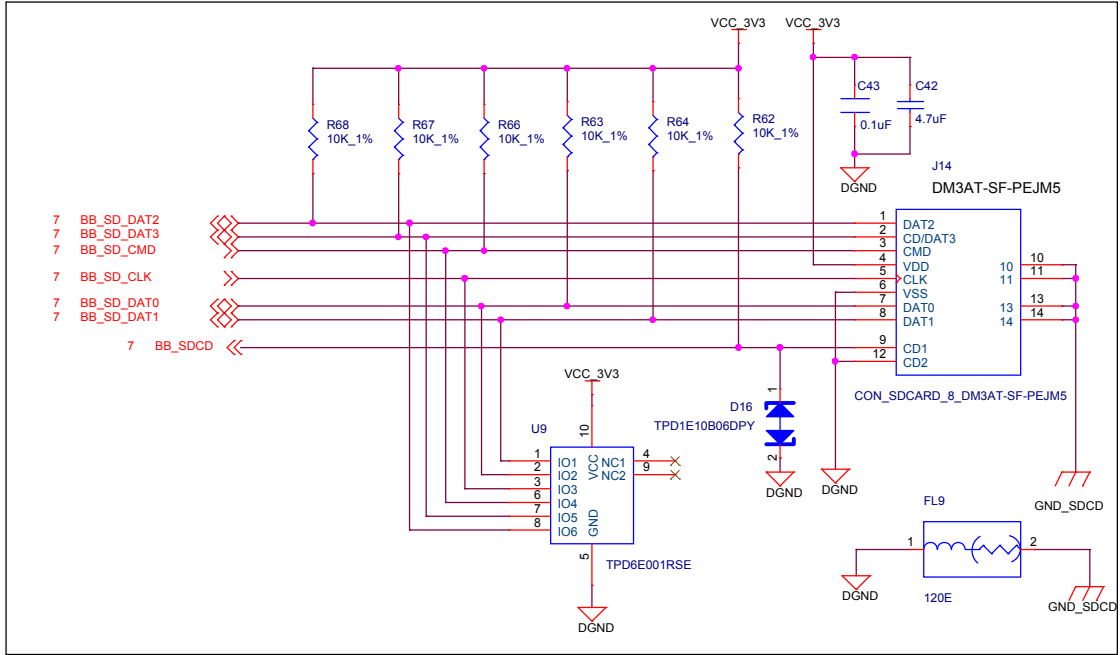 VCC_3V3
VCC_3V3
C43
0.1uF
C42
4.7uF
DGND
R68
10K_1%
R67
10K_1%
R66
10K_1%
R63
10K_1%
R64
10K_1%
R62
10K_1%
J14
DM3AT-SF-PEJM5
7 BB_SD_DAT2
7 BB_SD_DAT3
7 BB_SD_CMD
7 BB_SD_CLK
7 BB_SD_DAT0
7 BB_SD_DAT1
7 BB_SDCD
1 DAT2
2 CD/DAT3
3 CMD
4 VDD
5 CLK
6 VSS
7 DAT0
8 DAT1
9 CD1
12 CD2
10 10
11 11
13 13
14 14
CON_SDCARD_8_DM3AT-SF-PEJM5
VCC_3V3
U9
10
VCC
1 IO1
2 IO2
3 IO3
6 IO4
7 IO5
8 IO6
NC1 4
NC2 9
GND
5
TPD6E001RSE
DGND
D16
TPD1E10B06DPY
1
2
DGND
DGND
GND_SDCD
FL9
1
2
120E
DGND
GND_SDCD